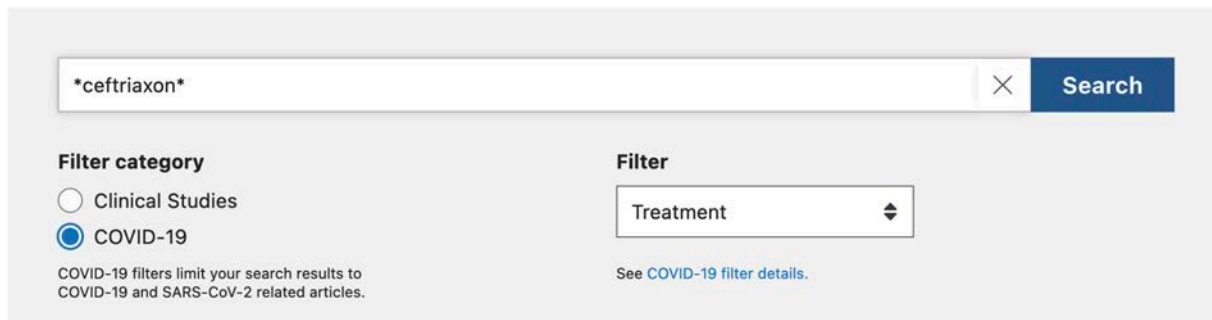 *ceftriaxon*
Search
Filter category
Filter
Clinical Studies
Treatment
COVID-19
COVID-19 filters limit your search results to
See COVID-19 filter details.
COVID-19 and SARS-CoV-2 related articles.